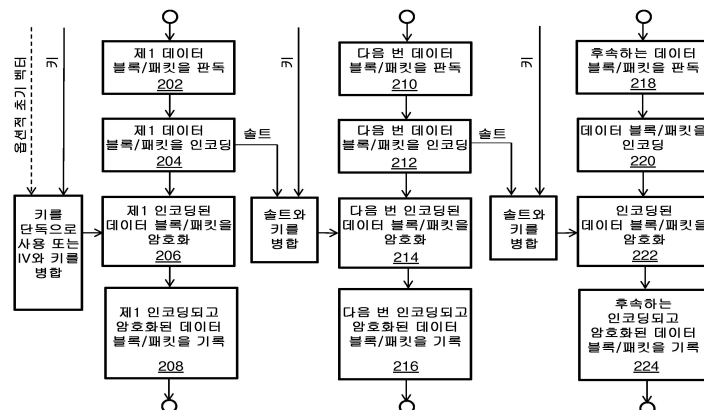 옵션적 초기 벡터
키
제1 데이터
블록/패킷을 판독
202
제1 데이터
블록/패킷을 인코딩
204
솔트
키를
단독으로
사용 또는
IV와 키를
병합
제1 인코딩된
데이터 블록/패킷을
암호화
206
제1 인코딩되고
암호화된 데이터
블록/패킷을 기록
208
키
다음 번 데이터
블록/패킷을 판독
210
다음 번 데이터
블록/패킷을 인코딩
212
솔트
솔트와
키를
병합
다음 번 인코딩된
데이터 블록/패킷을
암호화
214
다음 번 인코딩되고
암호화된 데이터
블록/패킷을 기록
216
키
후속하는 데이터
블록/패킷을 판독
218
데이터 블록/패킷을
인코딩
220
솔트와
키를
병합
인코딩된
데이터 블록/패킷을
암호화
222
후속하는
인코딩되고
암호화된 데이터
블록/패킷을 기록
224